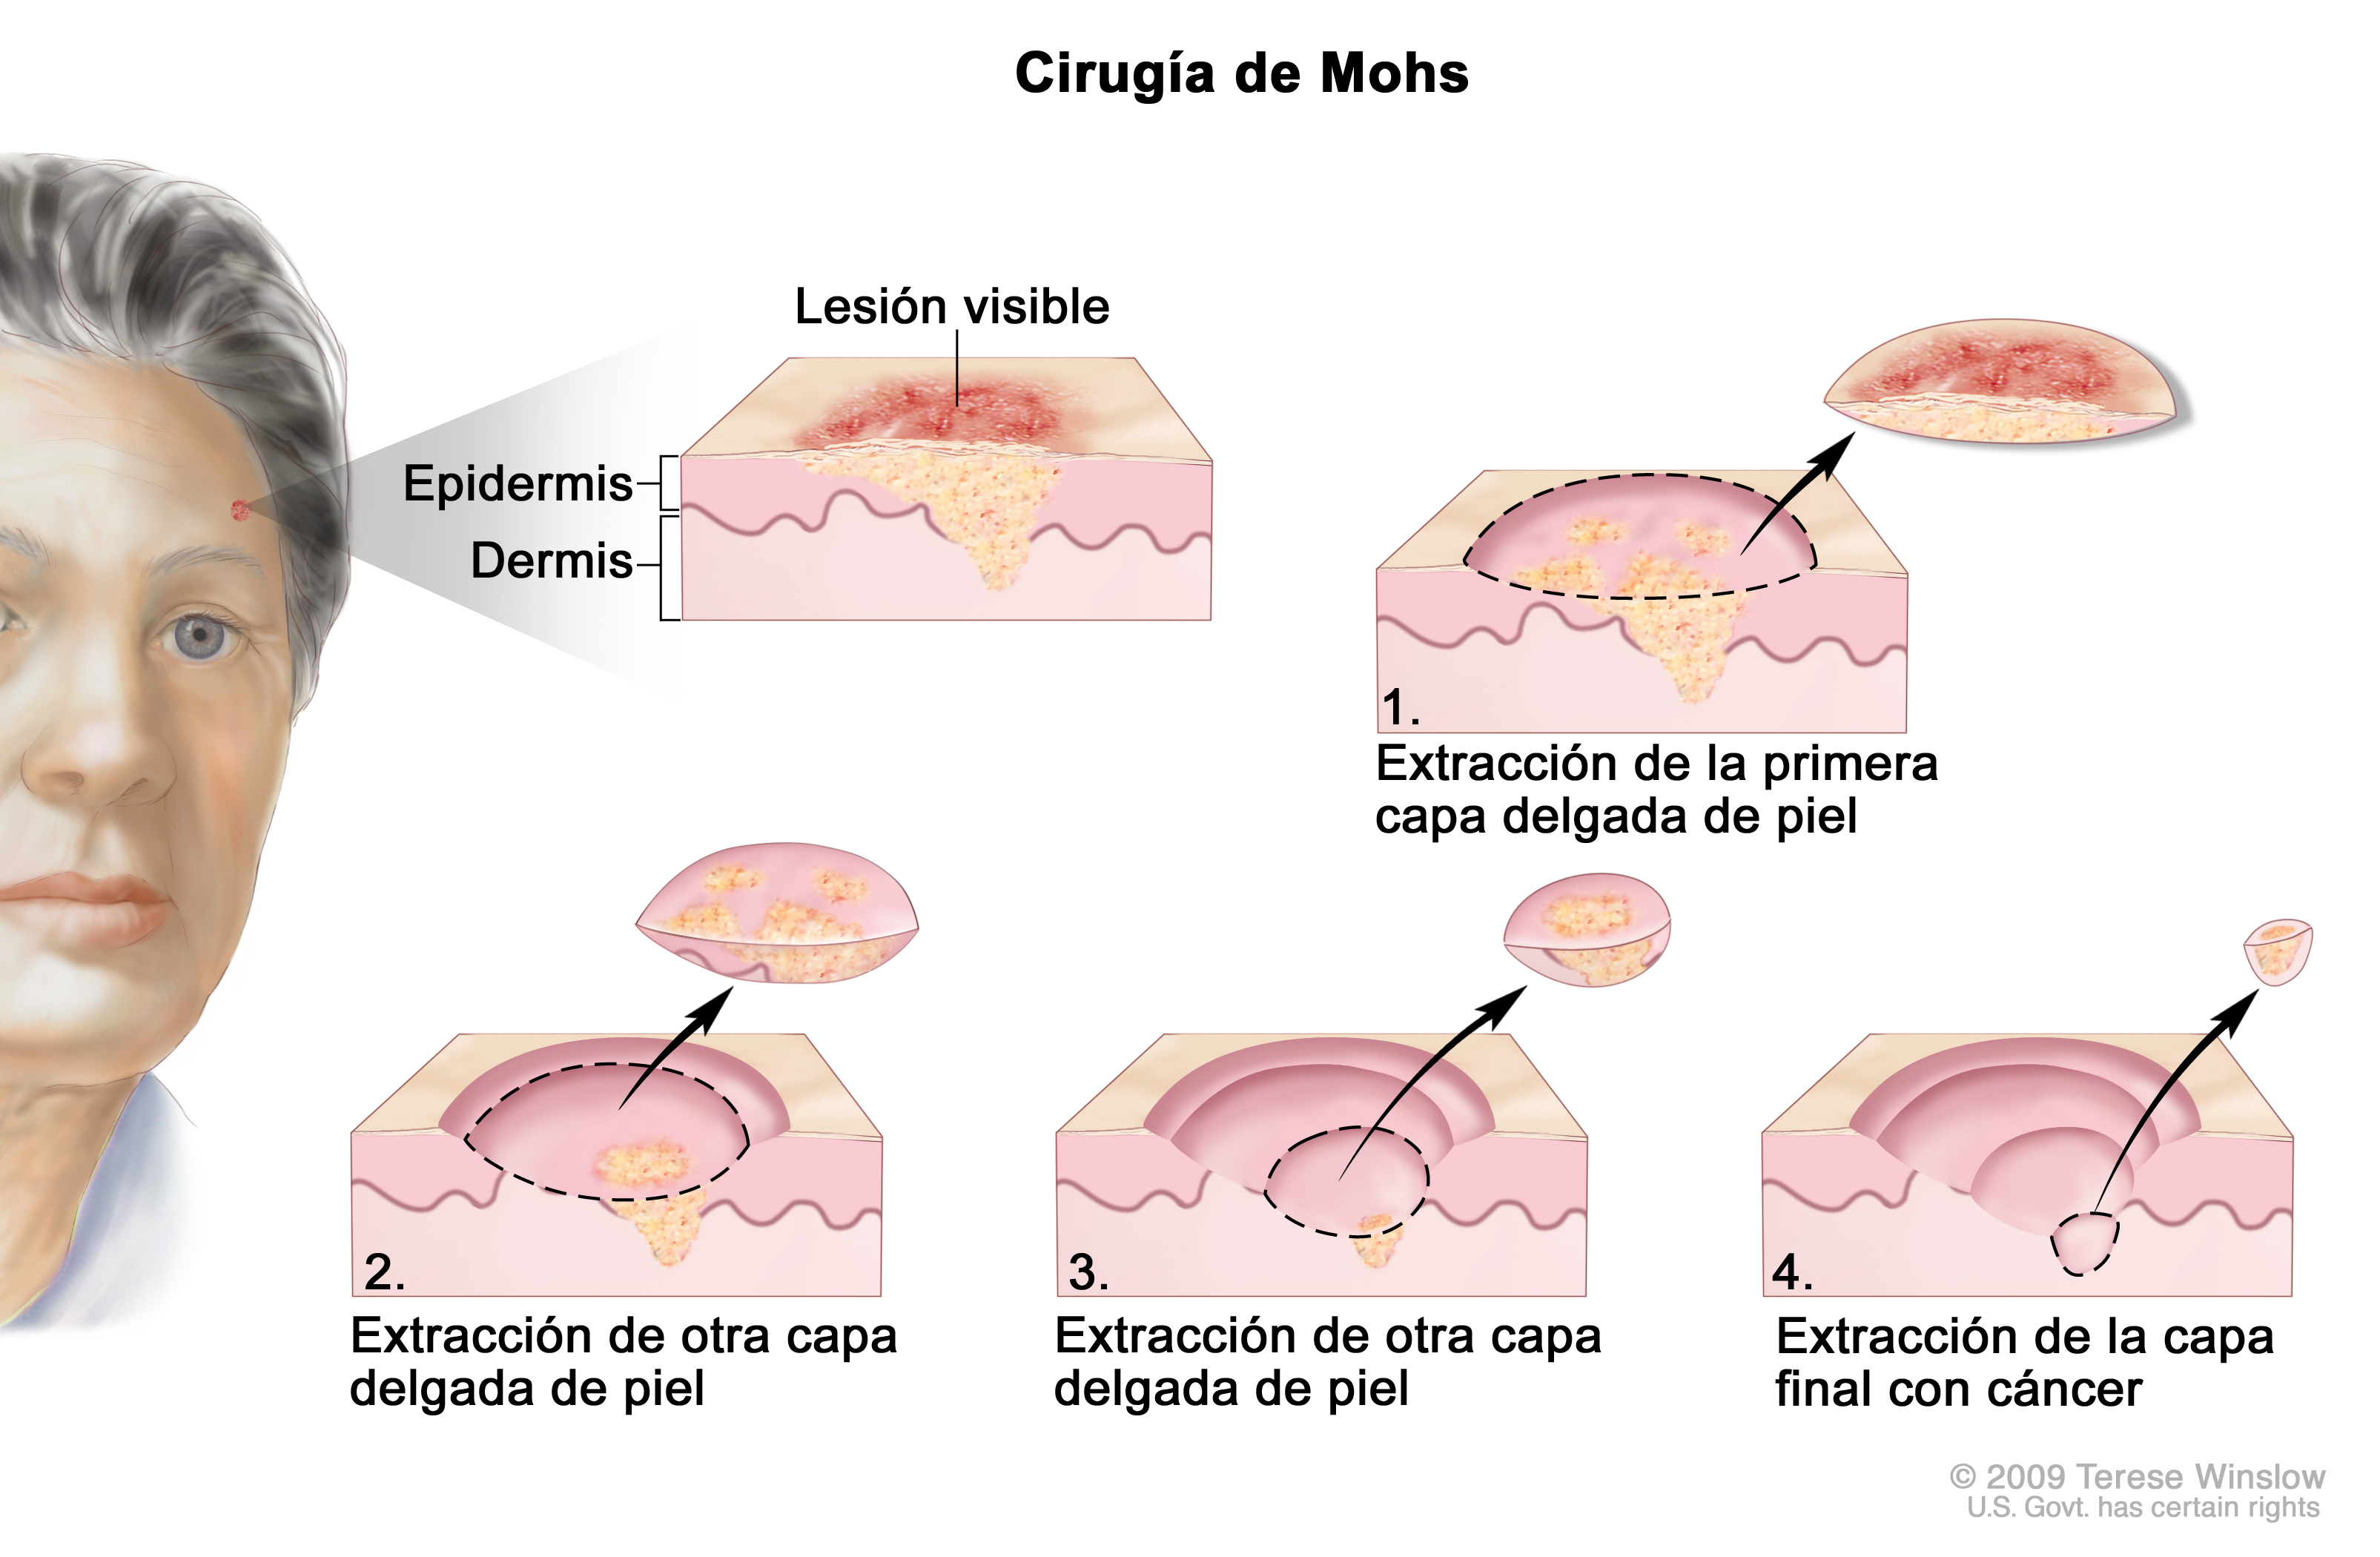 Cirugía de Mohs
Lesión visible
Epidermis
Dermis
1.
Extracción de la primera
capa delgada de piel
2.
Extracción de otra capa
delgada de piel
3.
Extracción de otra capa
delgada de piel
4.
Extracción de la capa
final con cáncer
© 2009 Terese Winslow
U.S. Govt. has certain rights